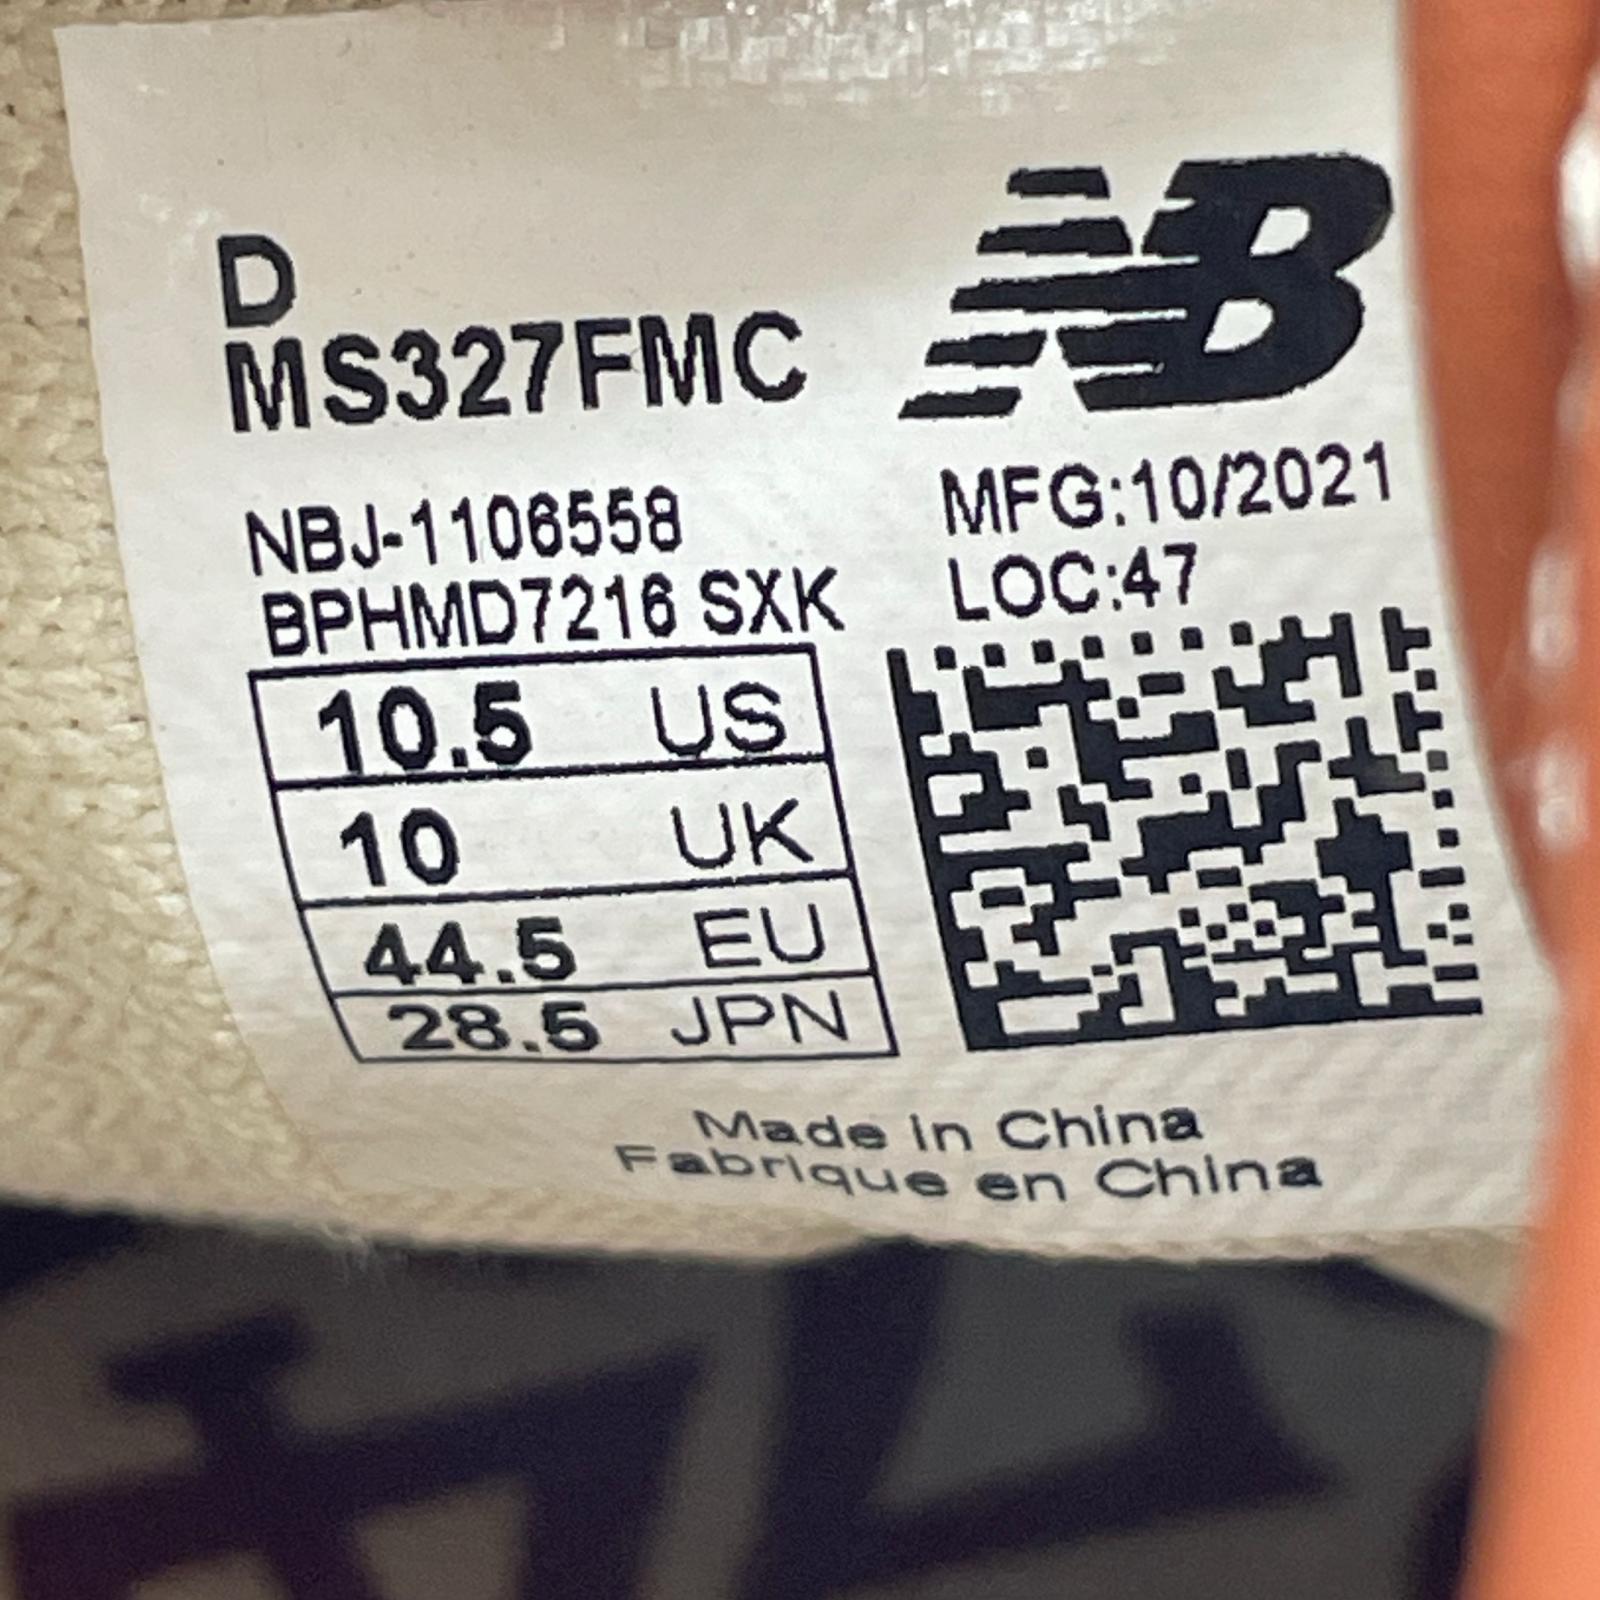 D
MS327FMC
NB
NBJ-1106558
BPHMD7216 SXK
MFG:10/2021
LOC:47
10.5 US
10 UK
44.5 EU
28.5 JPN
Made in China
Fabrique en China